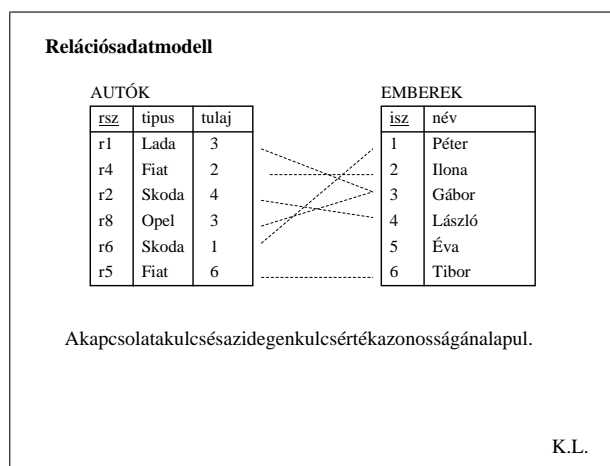 Relációsadatmodell
AUTÓK
rsz tipus tulaj
r1 Lada 3
r4 Fiat 2
r2 Skoda 4
r8 Opel 3
r6 Skoda 1
r5 Fiat 6
EMBEREK
isz név
1 Péter
2 Ilona
3 Gábor
4 László
5 Éva
6 Tibor
Akapcsolatakulcsésazidegenkulcsértékazonosságánalapul.
K.L.